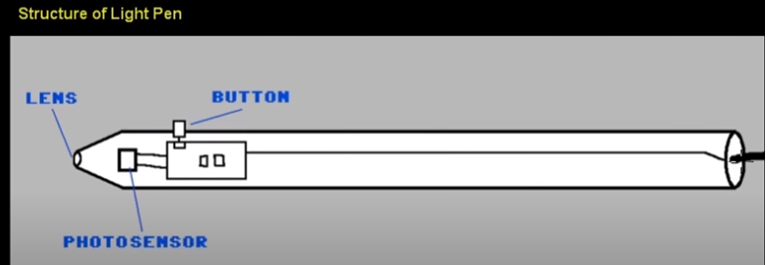 Structure of Light Pen
LENS
BUTTON
PHOTOSENSOR